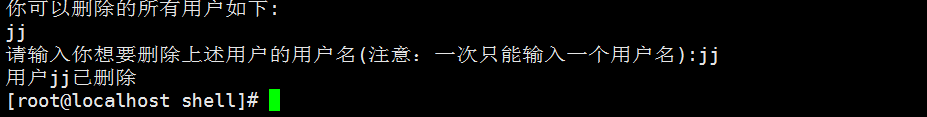 你可以删除的所有用户如下:
jj
请输入你想要删除上述用户的用户名(注意：一次只能输入一个用户名):jj
用户jj已删除
[root@localhost shell]#